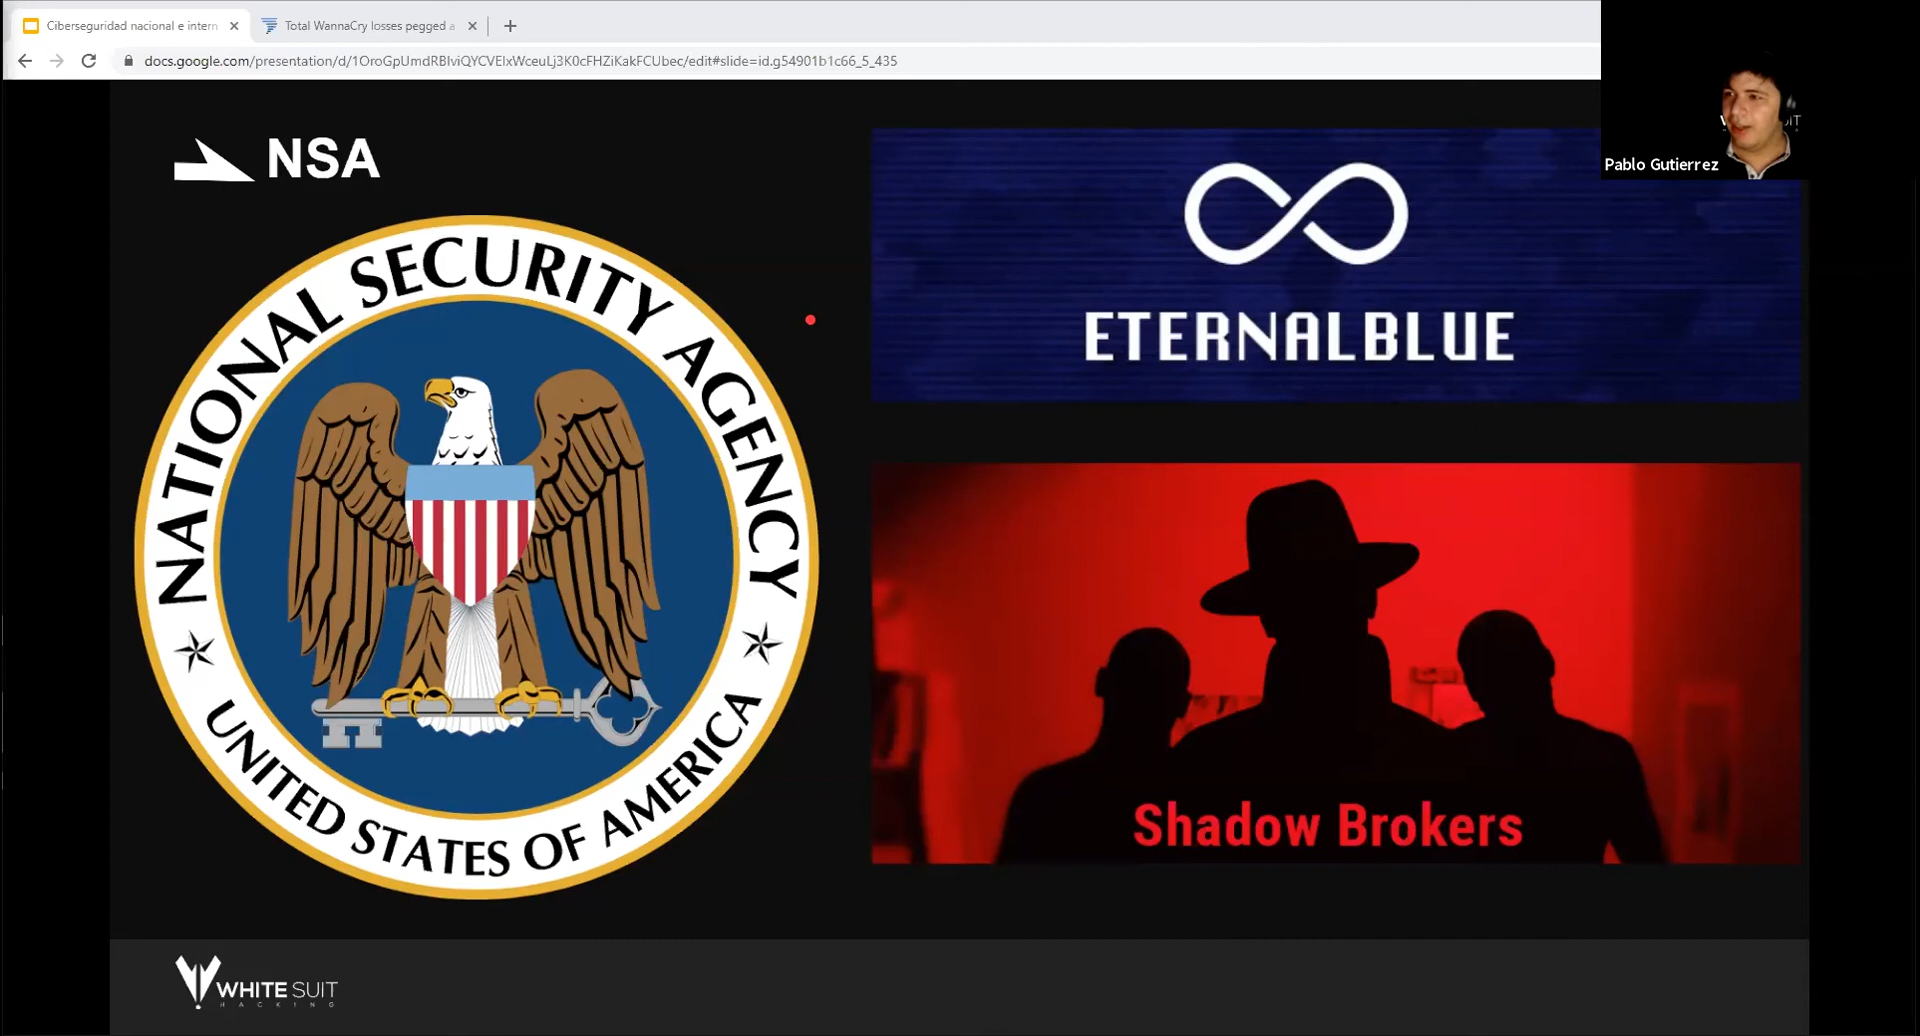 Ciberseguridad nacional e intern
Total WannaCry losses pegged a
docs.google.com/presentation/d/1OroGpUmdRBIviQYCVElxWceuLj3K0cFHZiKakFCUbec/edit#slide=id.g54901b1c66_5_435
Pablo Gutierrez
NSA
NATIONAL SECURITY AGENCY
UNITED STATES OF AMERICA
ETERNALBLUE
Shadow Brokers
WHITE SUIT
HACKING